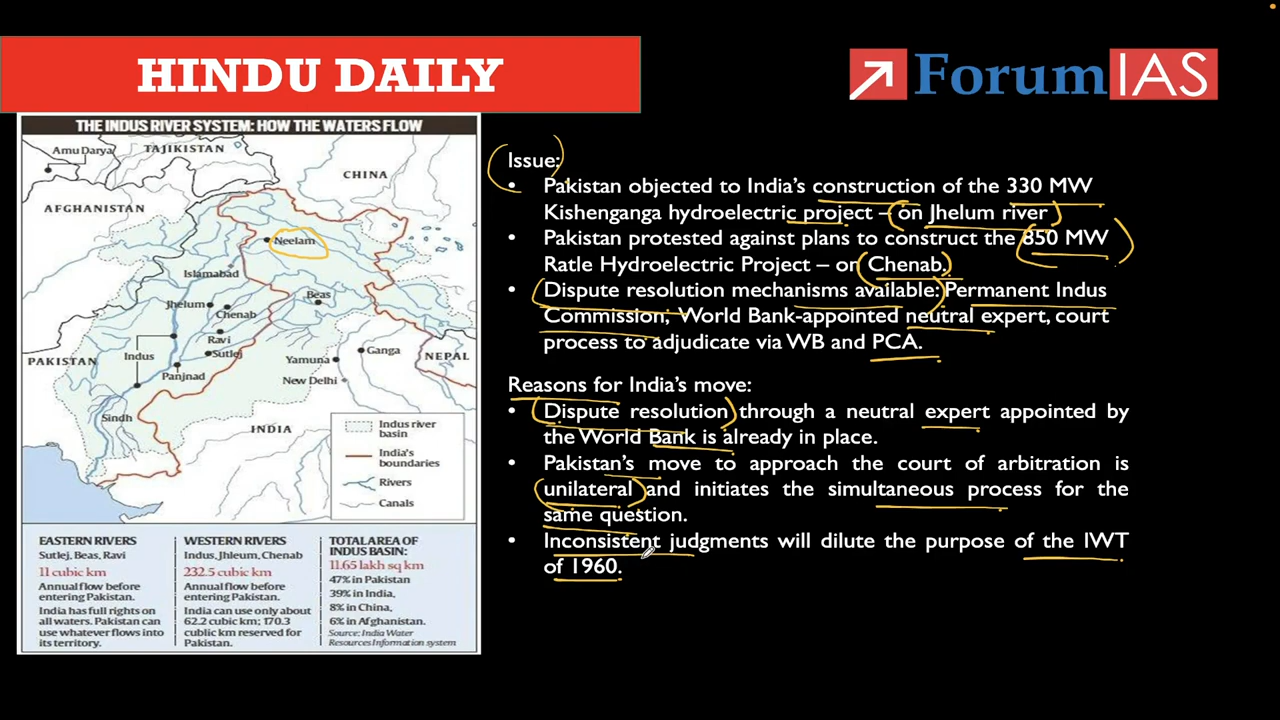 HINDU DAILY
ForumIAS
THE INDUS RIVER SYSTEM: HOW THE WATERS FLOW
Amu Darya
TAJIKISTAN
CHINA
AFGHANISTAN
Neelam
Islamabad
Jhelum
Beas
Chenab
Ravi
Sutlej
Indus
PAKISTAN
Panjnad
Yamuna
Ganga
NEPAL
New Delhi
Sindh
INDIA
Indus river
basin
India's
boundaries
Rivers
Canals
EASTERN RIVERS
Sutlej, Beas, Ravi
11 cubic km
Annual flow before
entering Pakistan.
India has full rights on
all waters. Pakistan can
use whatever flows into
its territory.
WESTERN RIVERS
Indus, Jhleum, Chenab
232.5 cubic km
Annual flow before
entering Pakistan.
India can use only about
62.2 cubic km; 170.3
cublic km reserved for
Pakistan.
TOTAL AREA OF
INDUS BASIN:
11.65 lakh sq km
47% in Pakistan
39% in India,
8% in China,
6% in Afghanistan.
Source; India Water
Resources Information system
Issue:
• Pakistan objected to India's construction of the 330 MW
Kishenganga hydroelectric project – on Jhelum river
• Pakistan protested against plans to construct the 850 MW
Ratle Hydroelectric Project – on Chenab.
• Dispute resolution mechanisms available: Permanent Indus
Commission; World Bank-appointed neutral expert, court
process to adjudicate via WB and PCA.
Reasons for India's move:
• Dispute resolution through a neutral expert appointed by
the World Bank is already in place.
• Pakistan's move to approach the court of arbitration is
unilateral and initiates the simultaneous process for the
same question.
• Inconsistent judgments will dilute the purpose of the IWT
of 1960.